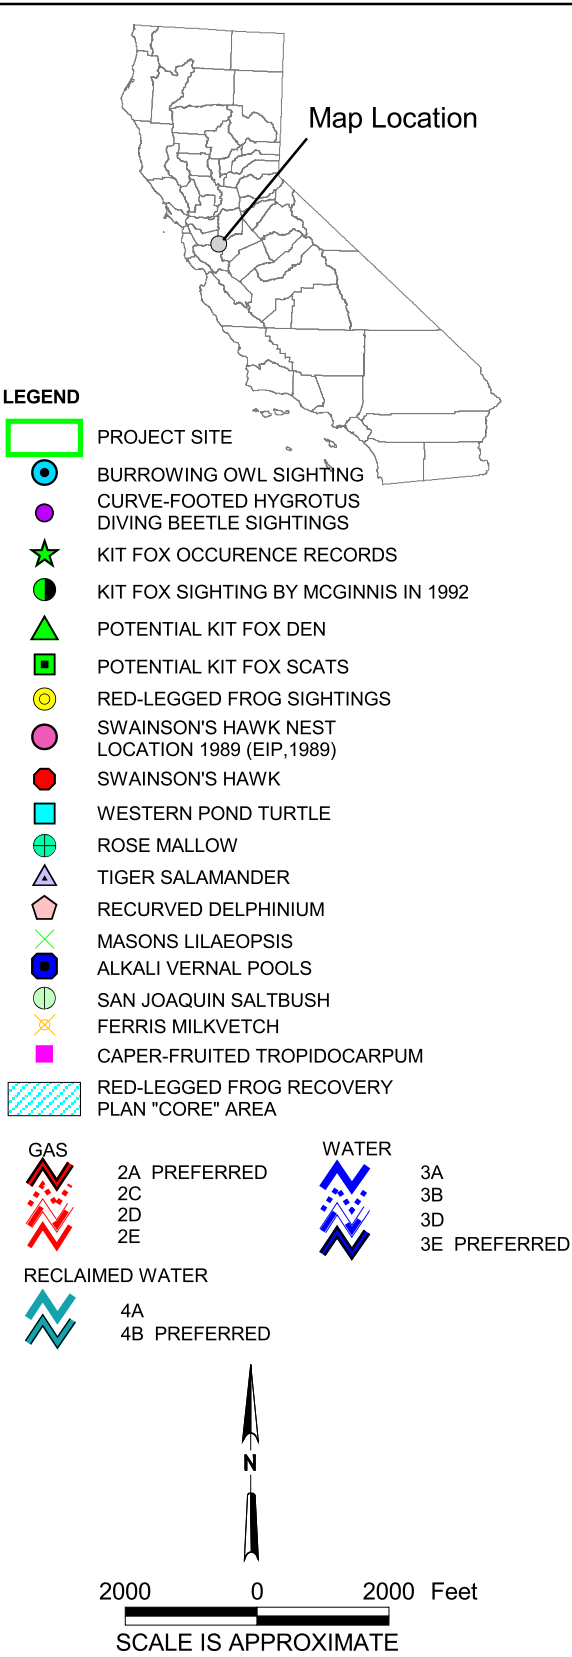 Map Location
LEGEND
PROJECT SITE
BURROWING OWL SIGHTING
CURVE-FOOTED HYGROTUS
DIVING BEETLE SIGHTINGS
KIT FOX OCCURENCE RECORDS
KIT FOX SIGHTING BY MCGINNIS IN 1992
POTENTIAL KIT FOX DEN
POTENTIAL KIT FOX SCATS
RED-LEGGED FROG SIGHTINGS
SWAINSON'S HAWK NEST
LOCATION 1989 (EIP,1989)
SWAINSON'S HAWK
WESTERN POND TURTLE
ROSE MALLOW
TIGER SALAMANDER
RECURVED DELPHINIUM
MASONS LILAEOPSIS
ALKALI VERNAL POOLS
SAN JOAQUIN SALTBUSH
FERRIS MILKVETCH
CAPER-FRUITED TROPIDOCARPUM
RED-LEGGED FROG RECOVERY
PLAN "CORE" AREA
GAS
2A PREFERRED
2C
2D
2E
WATER
3A
3B
3D
3E PREFERRED
RECLAIMED WATER
4A
4B PREFERRED
N
2000 0 2000 Feet
SCALE IS APPROXIMATE